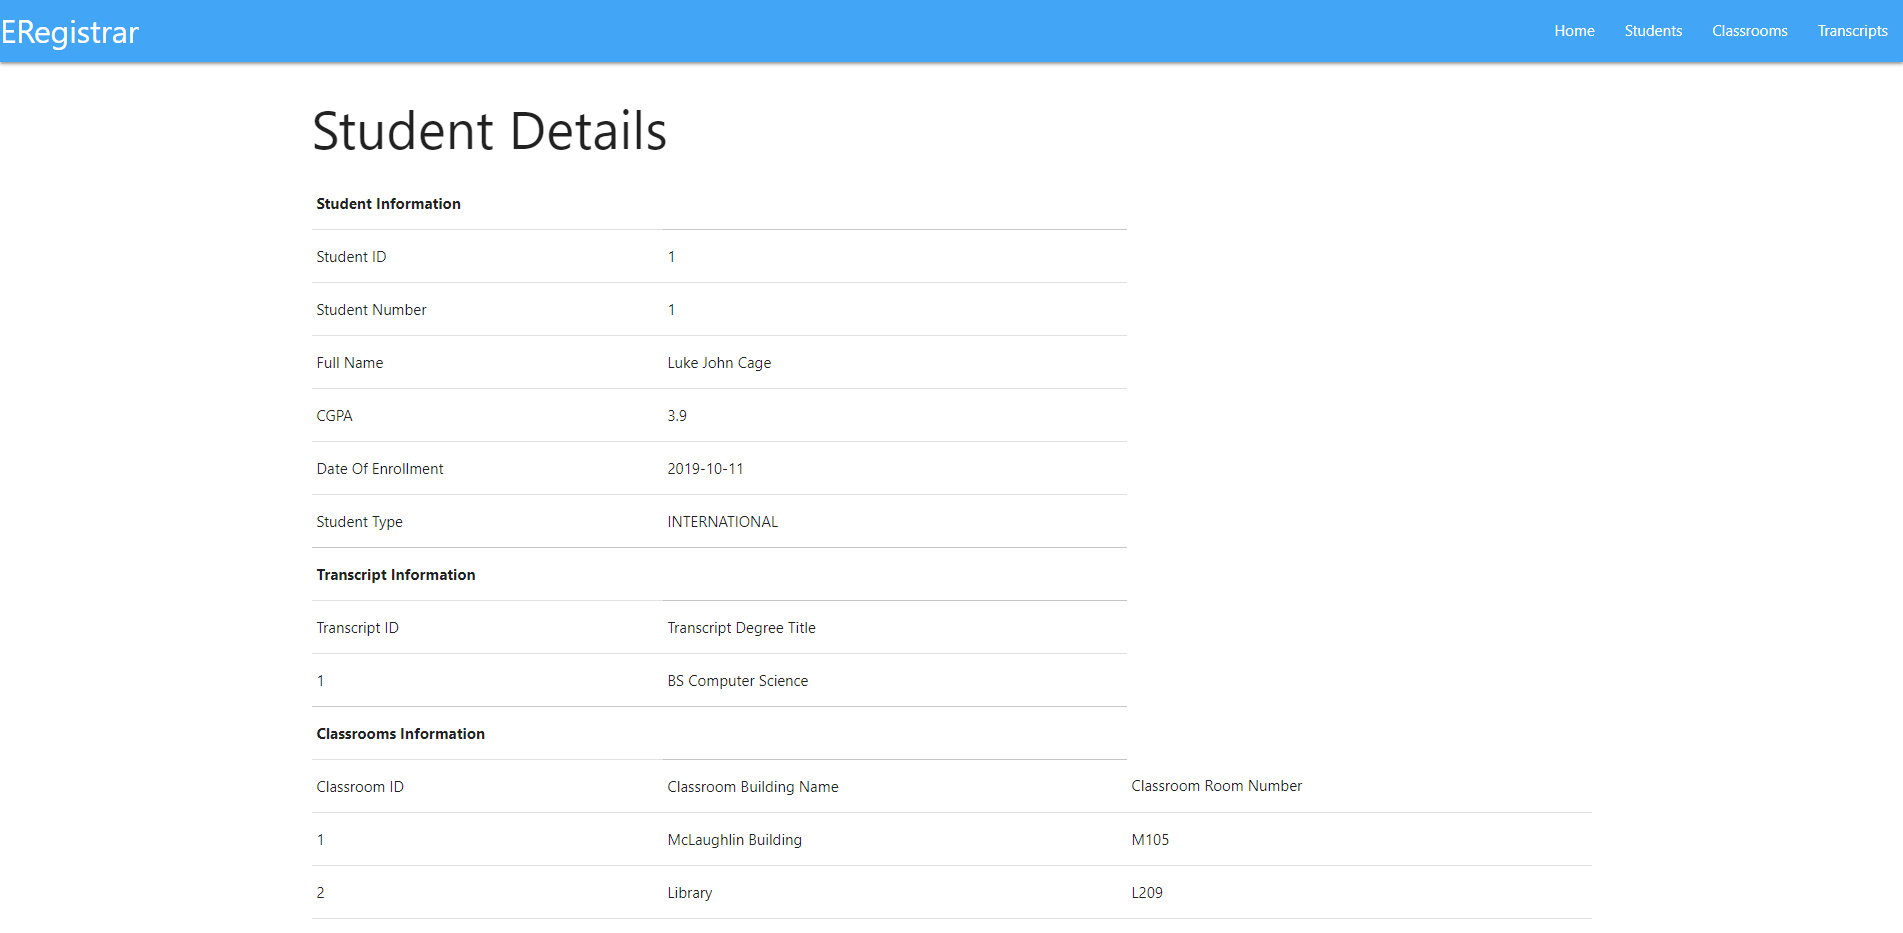 ERegistrar Home Students Classrooms Transcripts
Student Details
Student Information
Student ID 1
Student Number 1
Full Name Luke John Cage
CGPA 3.9
Date Of Enrollment 2019-10-11
Student Type INTERNATIONAL
Transcript Information
Transcript ID Transcript Degree Title
1 BS Computer Science
Classrooms Information
Classroom ID Classroom Building Name Classroom Room Number
1 McLaughlin Building M105
2 Library L209